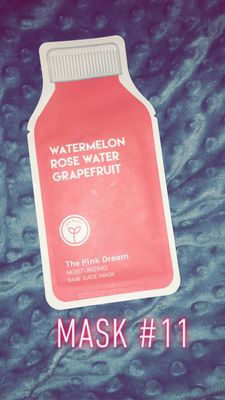 WATERMELON
ROSE WATER
GRAPEFRUIT
The Pink Dream
MOISTURIZING
RAW JUICE MASK
MASK #11